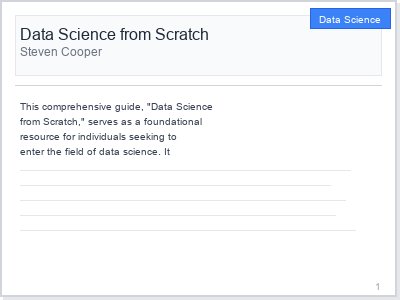 Data Science
Data Science from Scratch
Steven Cooper
This comprehensive guide, "Data Science
from Scratch," serves as a foundational
resource for individuals seeking to
enter the field of data science. It
1